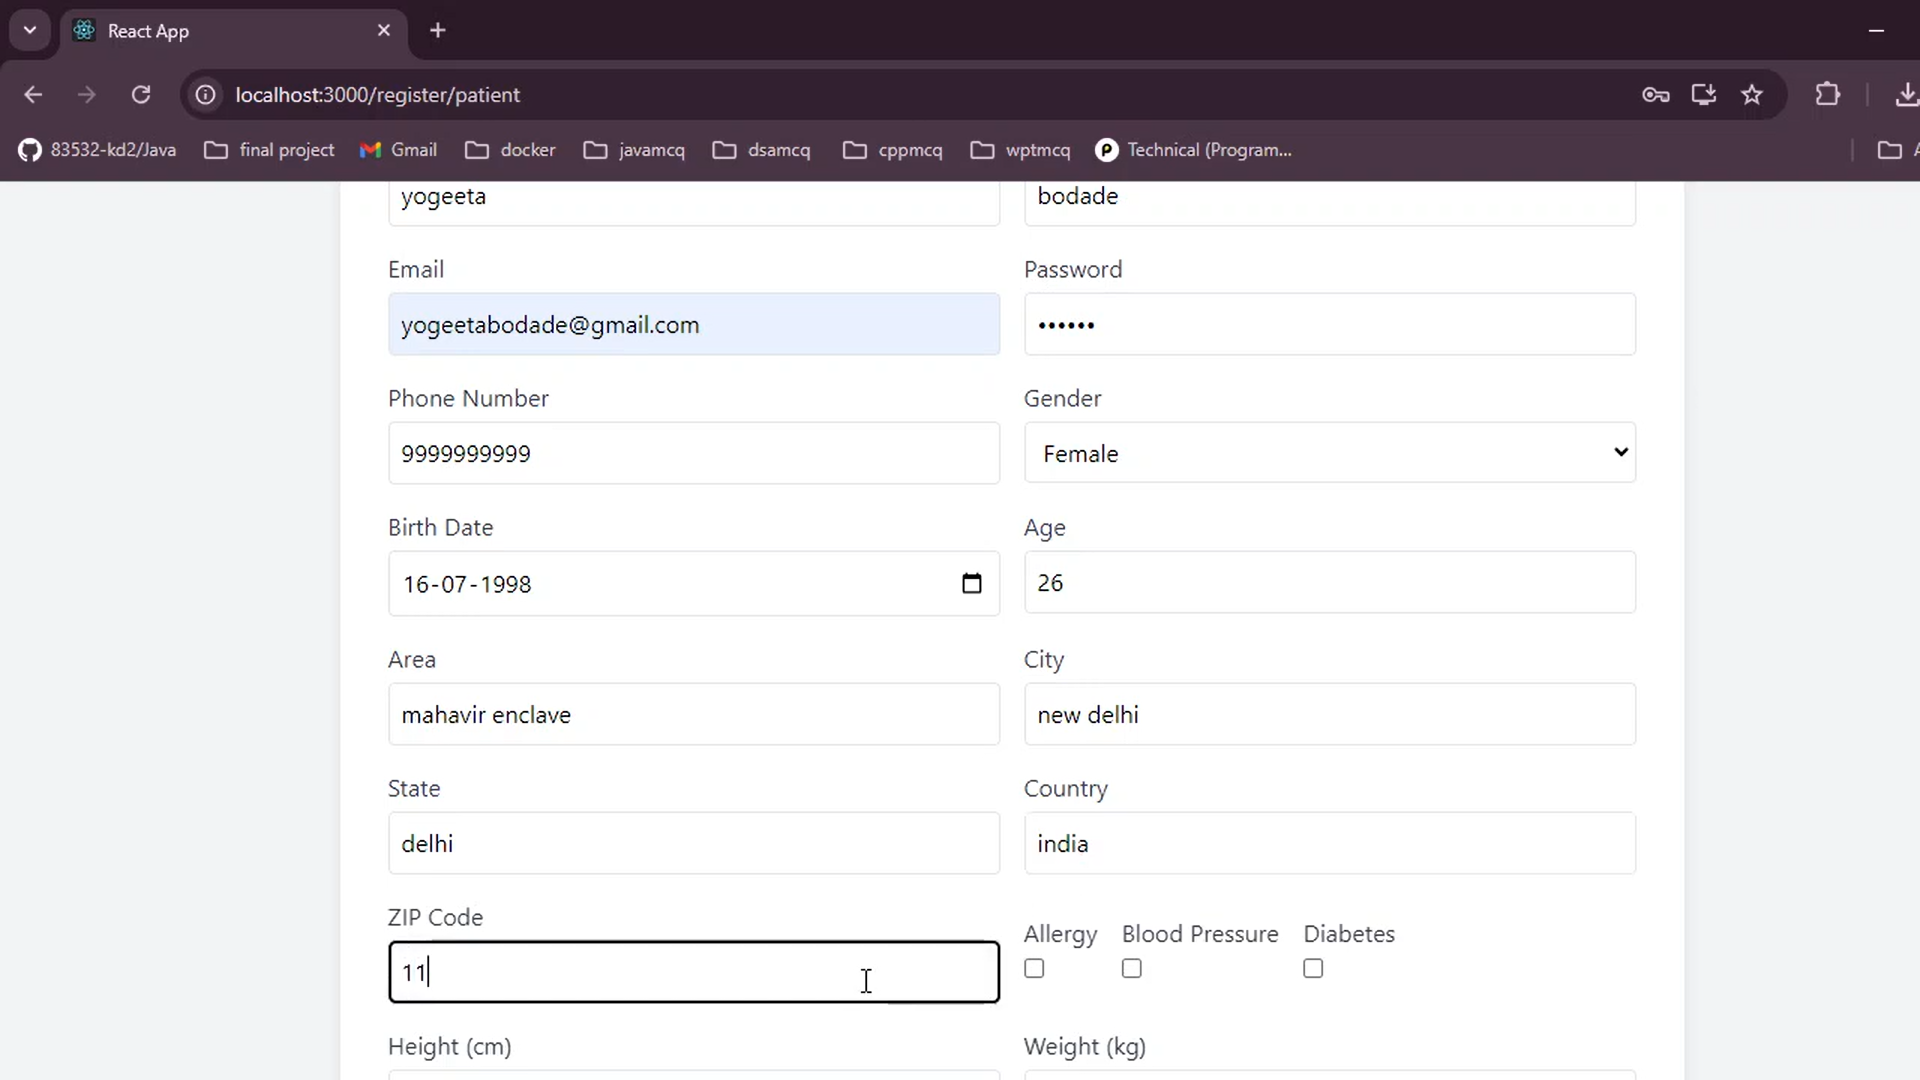 React App
localhost:3000/register/patient
83532-kd2/Java final project Gmail docker javamcq dsamcq cppmcq wptmcq Technical (Program... A
yogeeta bodade
Email Password
yogeetabodade@gmail.com ••••••
Phone Number Gender
9999999999 Female
Birth Date Age
16-07-1998 26
Area City
mahavir enclave new delhi
State Country
delhi india
ZIP Code Allergy Blood Pressure Diabetes
11
Height (cm) Weight (kg)